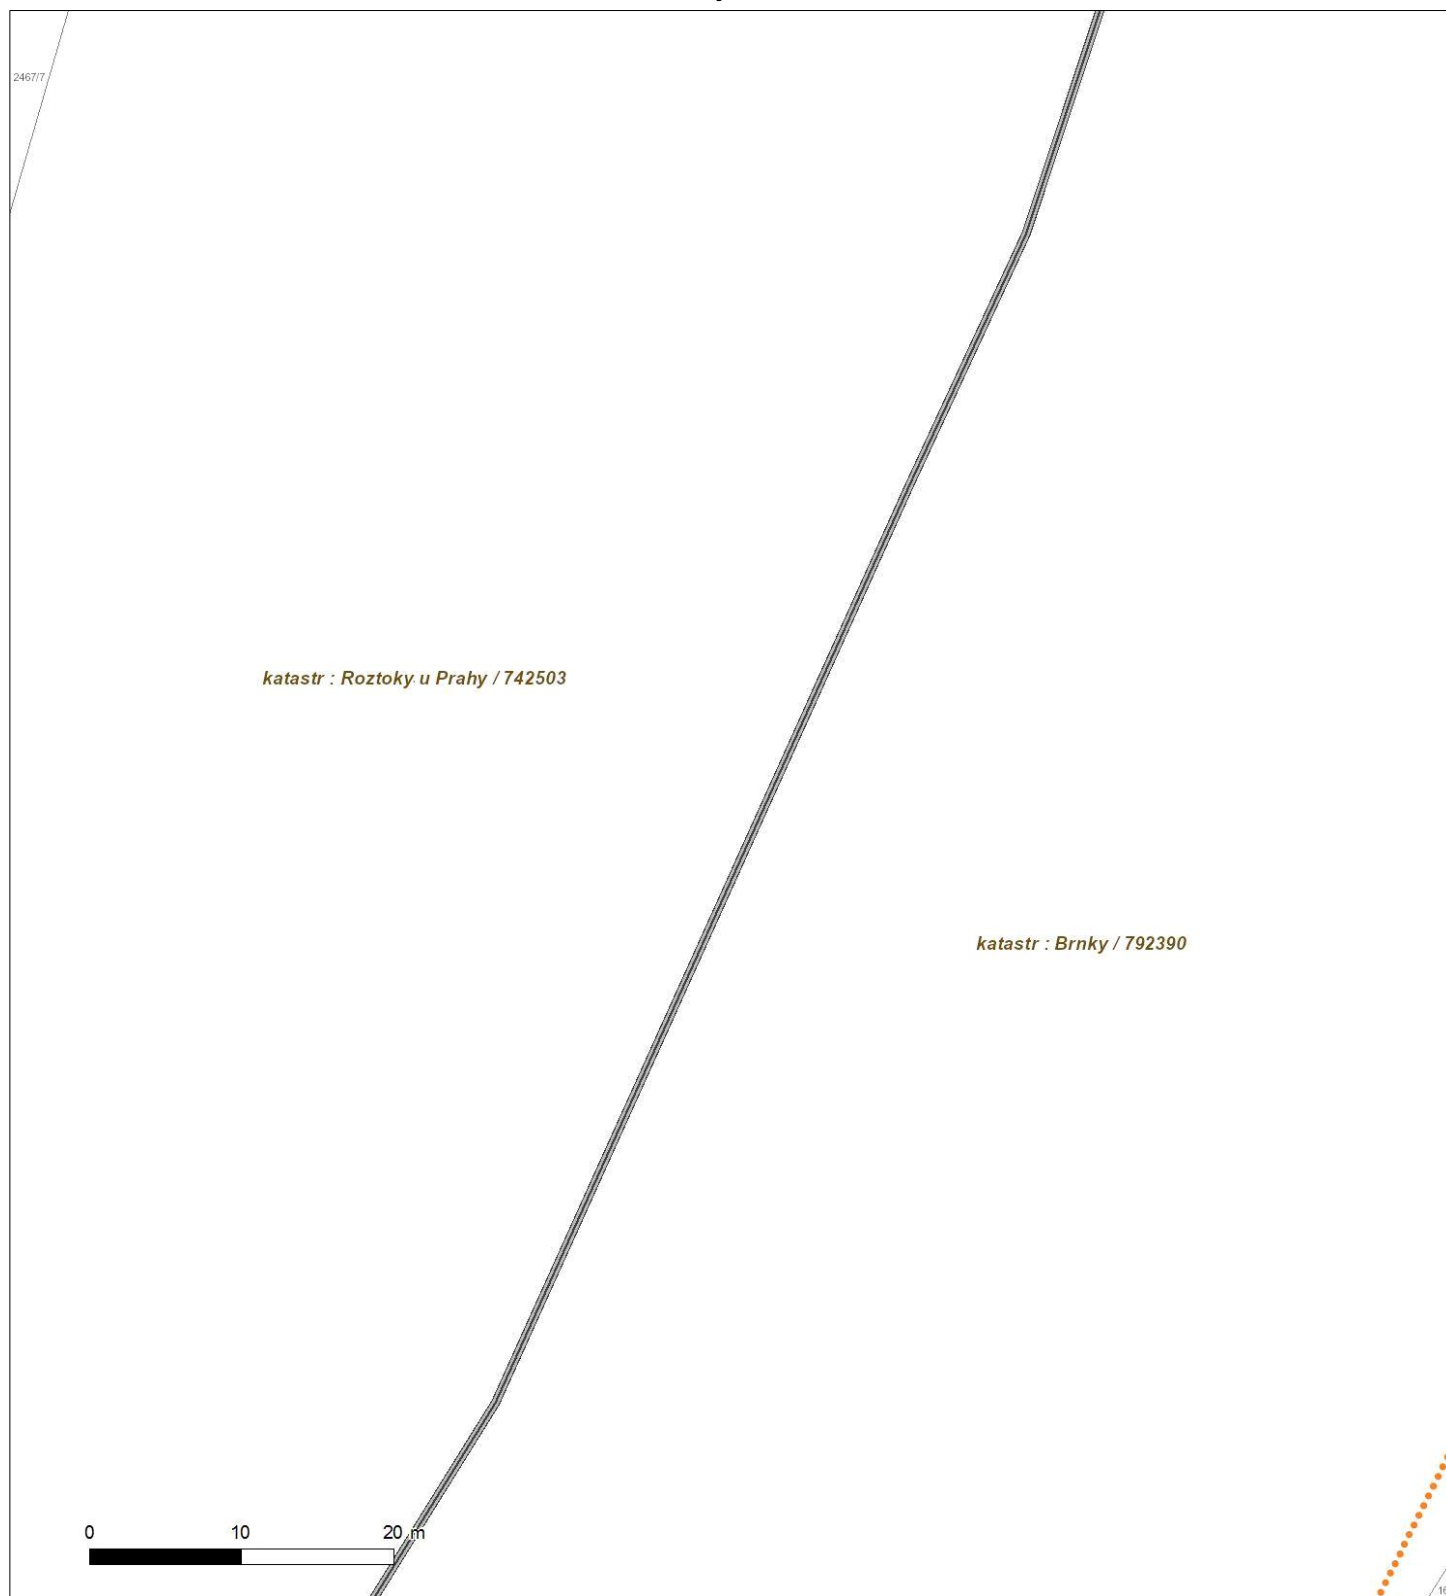 2467/7
katastr : Roztoky u Prahy / 742503
katastr : Brnky / 792390
0 10 20 m